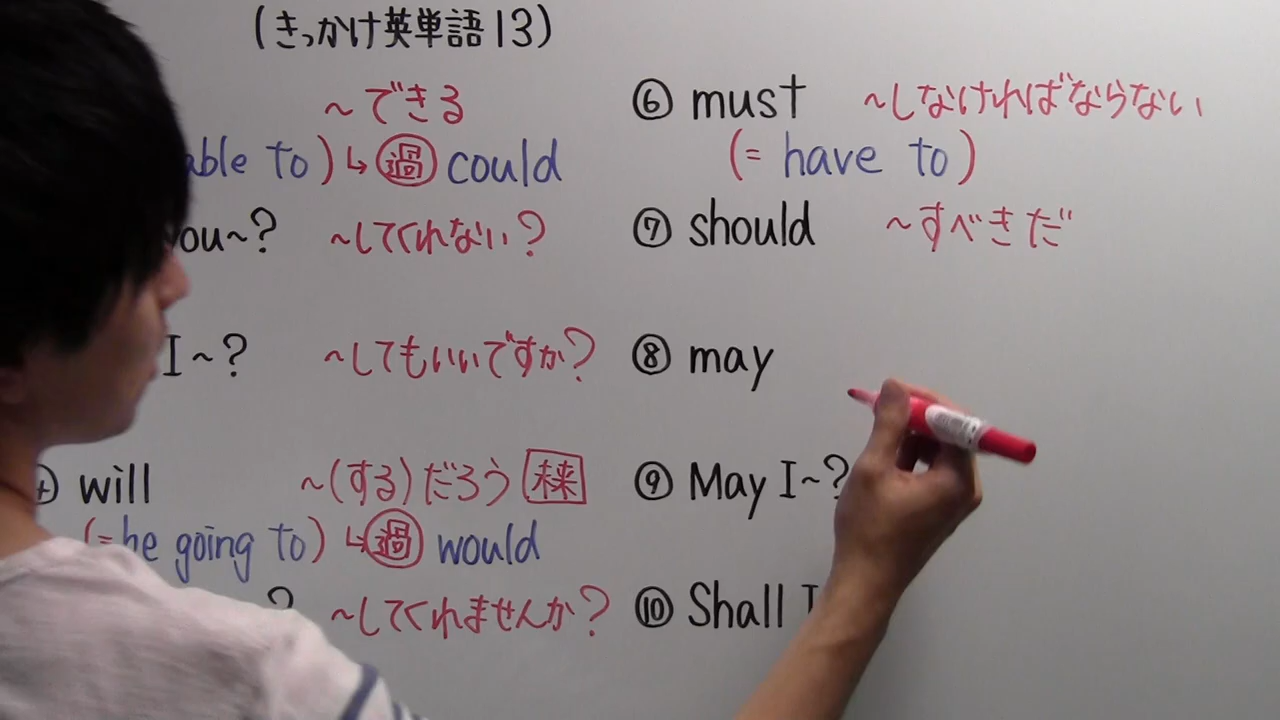 (きっかけ英単語13)
~できる
able to) ↳ 過 could
you~? ~してくれない?
I~? ~してもいいですか?
will ~(する)だろう 未来
(=be going to) ↳ 過 would
? ~してくれませんか?
⑥ must ~しなければならない
(= have to)
⑦ should ~すべきだ
⑧ may
⑨ May I~?
⑩ Shall I